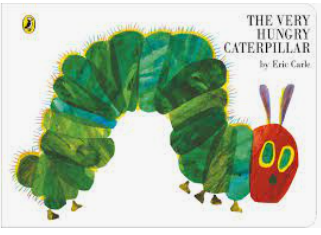 THE VERY
HUNGRY
CATERPILLAR
by Eric Carle